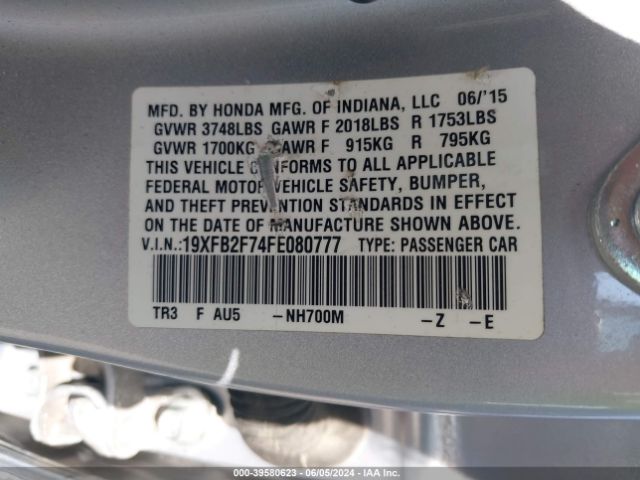 MFD. BY HONDA MFG. OF INDIANA, LLC 06/'15
GVWR 3748LBS GAWR F 2018LBS R 1753LBS
GVWR 1700KG GAWR F 915KG R 795KG
THIS VEHICLE CONFORMS TO ALL APPLICABLE
FEDERAL MOTOR VEHICLE SAFETY, BUMPER,
AND THEFT PREVENTION STANDARDS IN EFFECT
ON THE DATE OF MANUFACTURE SHOWN ABOVE.
V.I.N.:19XFB2F74FE080777 TYPE: PASSENGER CAR
TR3 F AU5 –NH700M –Z –E
000-39580623 - 06/05/2024 - IAA Inc.